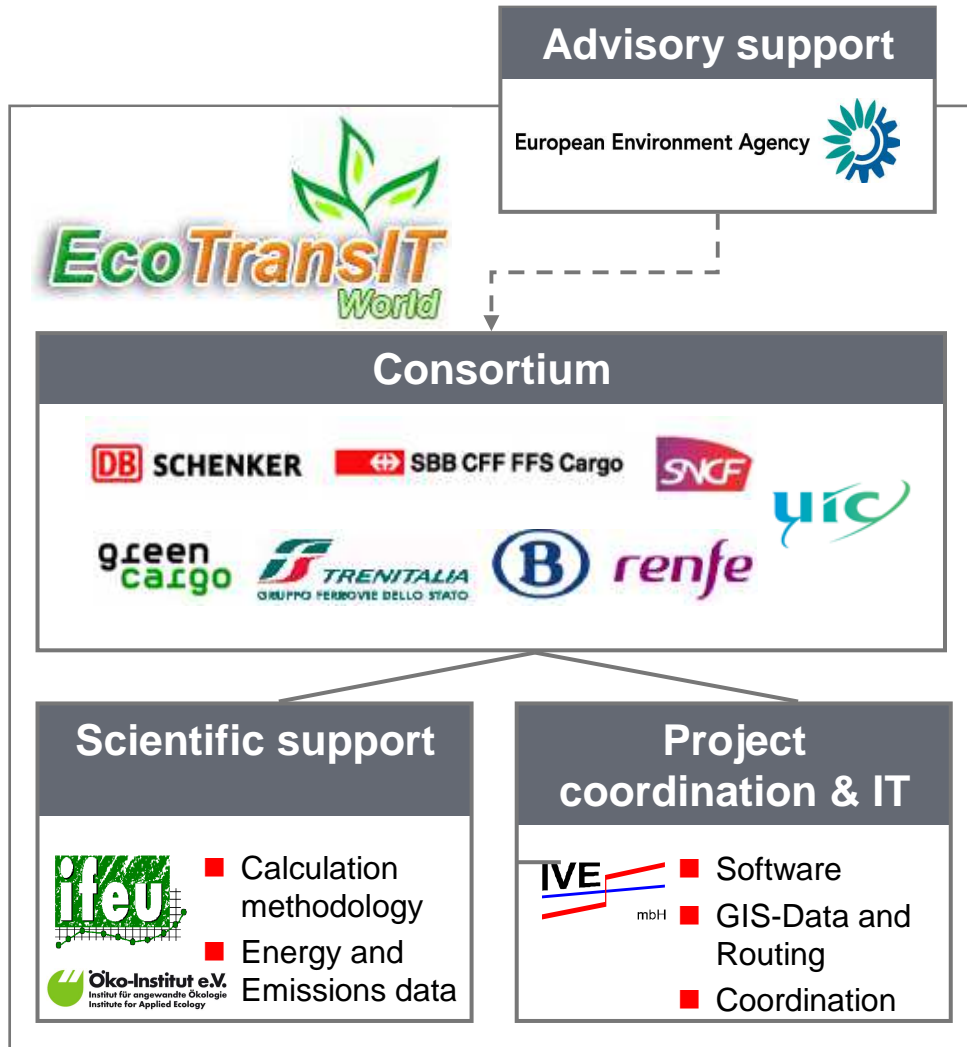 Advisory support
European Environment Agency
EcoTransIT
World
Consortium
DB SCHENKER
SBB CFF FFS Cargo
SNCF
uic
green
cargo
TRENITALIA
GRUPPO FERROVIE DELLO STATO
B
renfe
Scientific support
ifeu
Öko-Institut e.V.
Institut für angewandte Ökologie
Institute for Applied Ecology
Calculation
methodology
Energy and
Emissions data
Project
coordination & IT
IVE
mbH
Software
GIS-Data and
Routing
Coordination